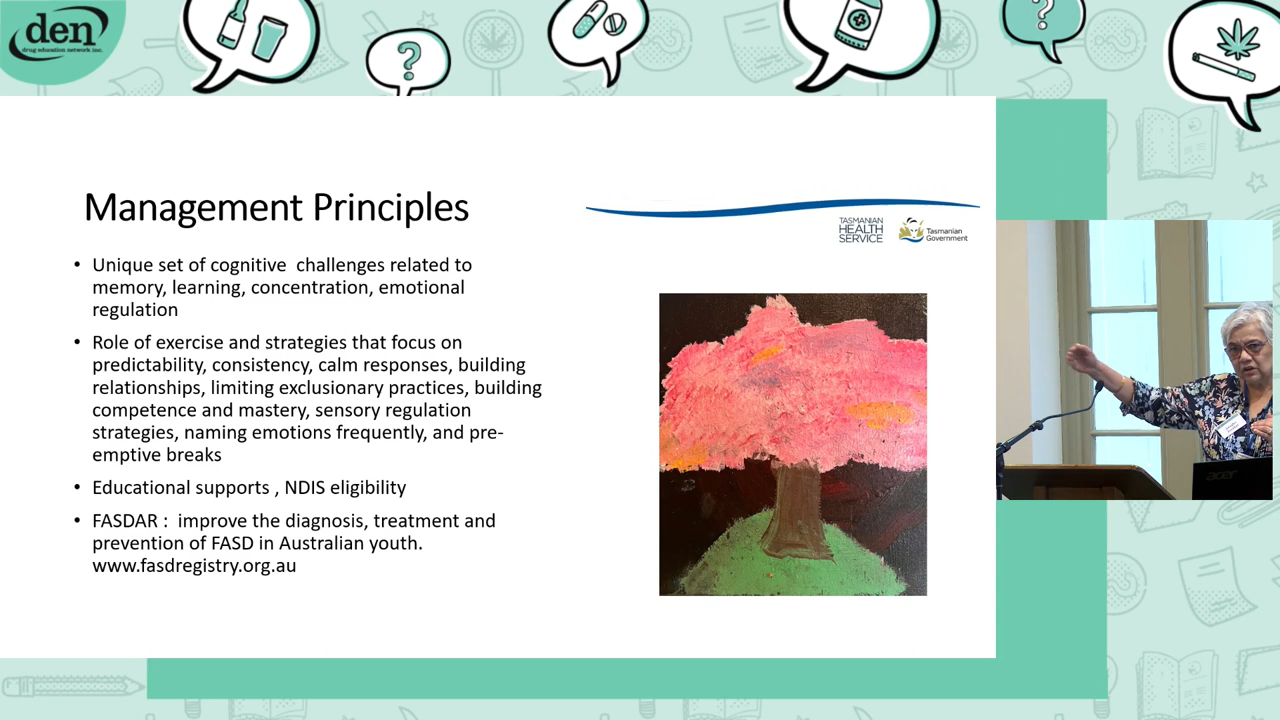 den
drug education network inc.
Management Principles
TASMANIAN
HEALTH
SERVICE
Tasmanian
Government
• Unique set of cognitive  challenges related to
memory, learning, concentration, emotional
regulation
• Role of exercise and strategies that focus on
predictability, consistency, calm responses, building
relationships, limiting exclusionary practices, building
competence and mastery, sensory regulation
strategies, naming emotions frequently, and pre-
emptive breaks
• Educational supports , NDIS eligibility
• FASDAR :  improve the diagnosis, treatment and
prevention of FASD in Australian youth.
www.fasdregistry.org.au
acer